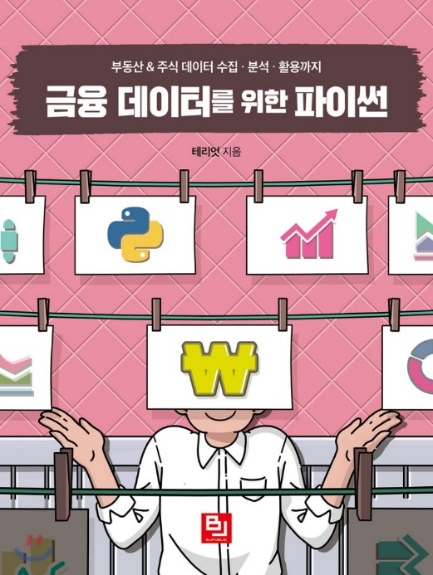 부동산 & 주식 데이터 수집 · 분석 · 활용까지
금융 데이터를 위한 파이썬
테리엇 지음
BJ